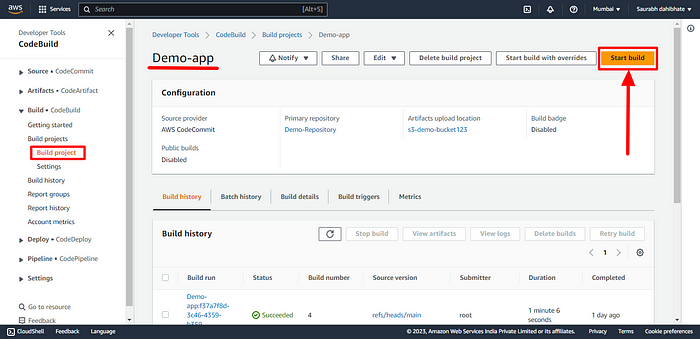 aws
Services
Search
[Alt+S]
Mumbai
Saurabh dahibhate
Developer Tools
CodeBuild
Source • CodeCommit
Artifacts • CodeArtifact
Build • CodeBuild
Getting started
Build projects
Build project
Settings
Build history
Report groups
Report history
Account metrics
Deploy • CodeDeploy
Pipeline • CodePipeline
Settings
Go to resource
Feedback
Developer Tools > CodeBuild > Build projects > Demo-app
Demo-app
Notify
Share
Edit
Delete build project
Start build with overrides
Start build
Configuration
Source provider
AWS CodeCommit
Primary repository
Demo-Repository
Artifacts upload location
s3-demo-bucket123
Build badge
Disabled
Public builds
Disabled
Build history
Batch history
Build details
Build triggers
Metrics
Build history
Stop build
View artifacts
View logs
Delete builds
Retry build
1
Build run
Status
Build number
Source version
Submitter
Duration
Completed
Demo-
app:f37a7f8d-
3c46-4359-
Succeeded
4
refs/heads/main
root
1 minute 6
seconds
1 day ago
CloudShell
Feedback
Language
© 2023, Amazon Web Services India Private Limited or its affiliates.
Privacy
Terms
Cookie preferences